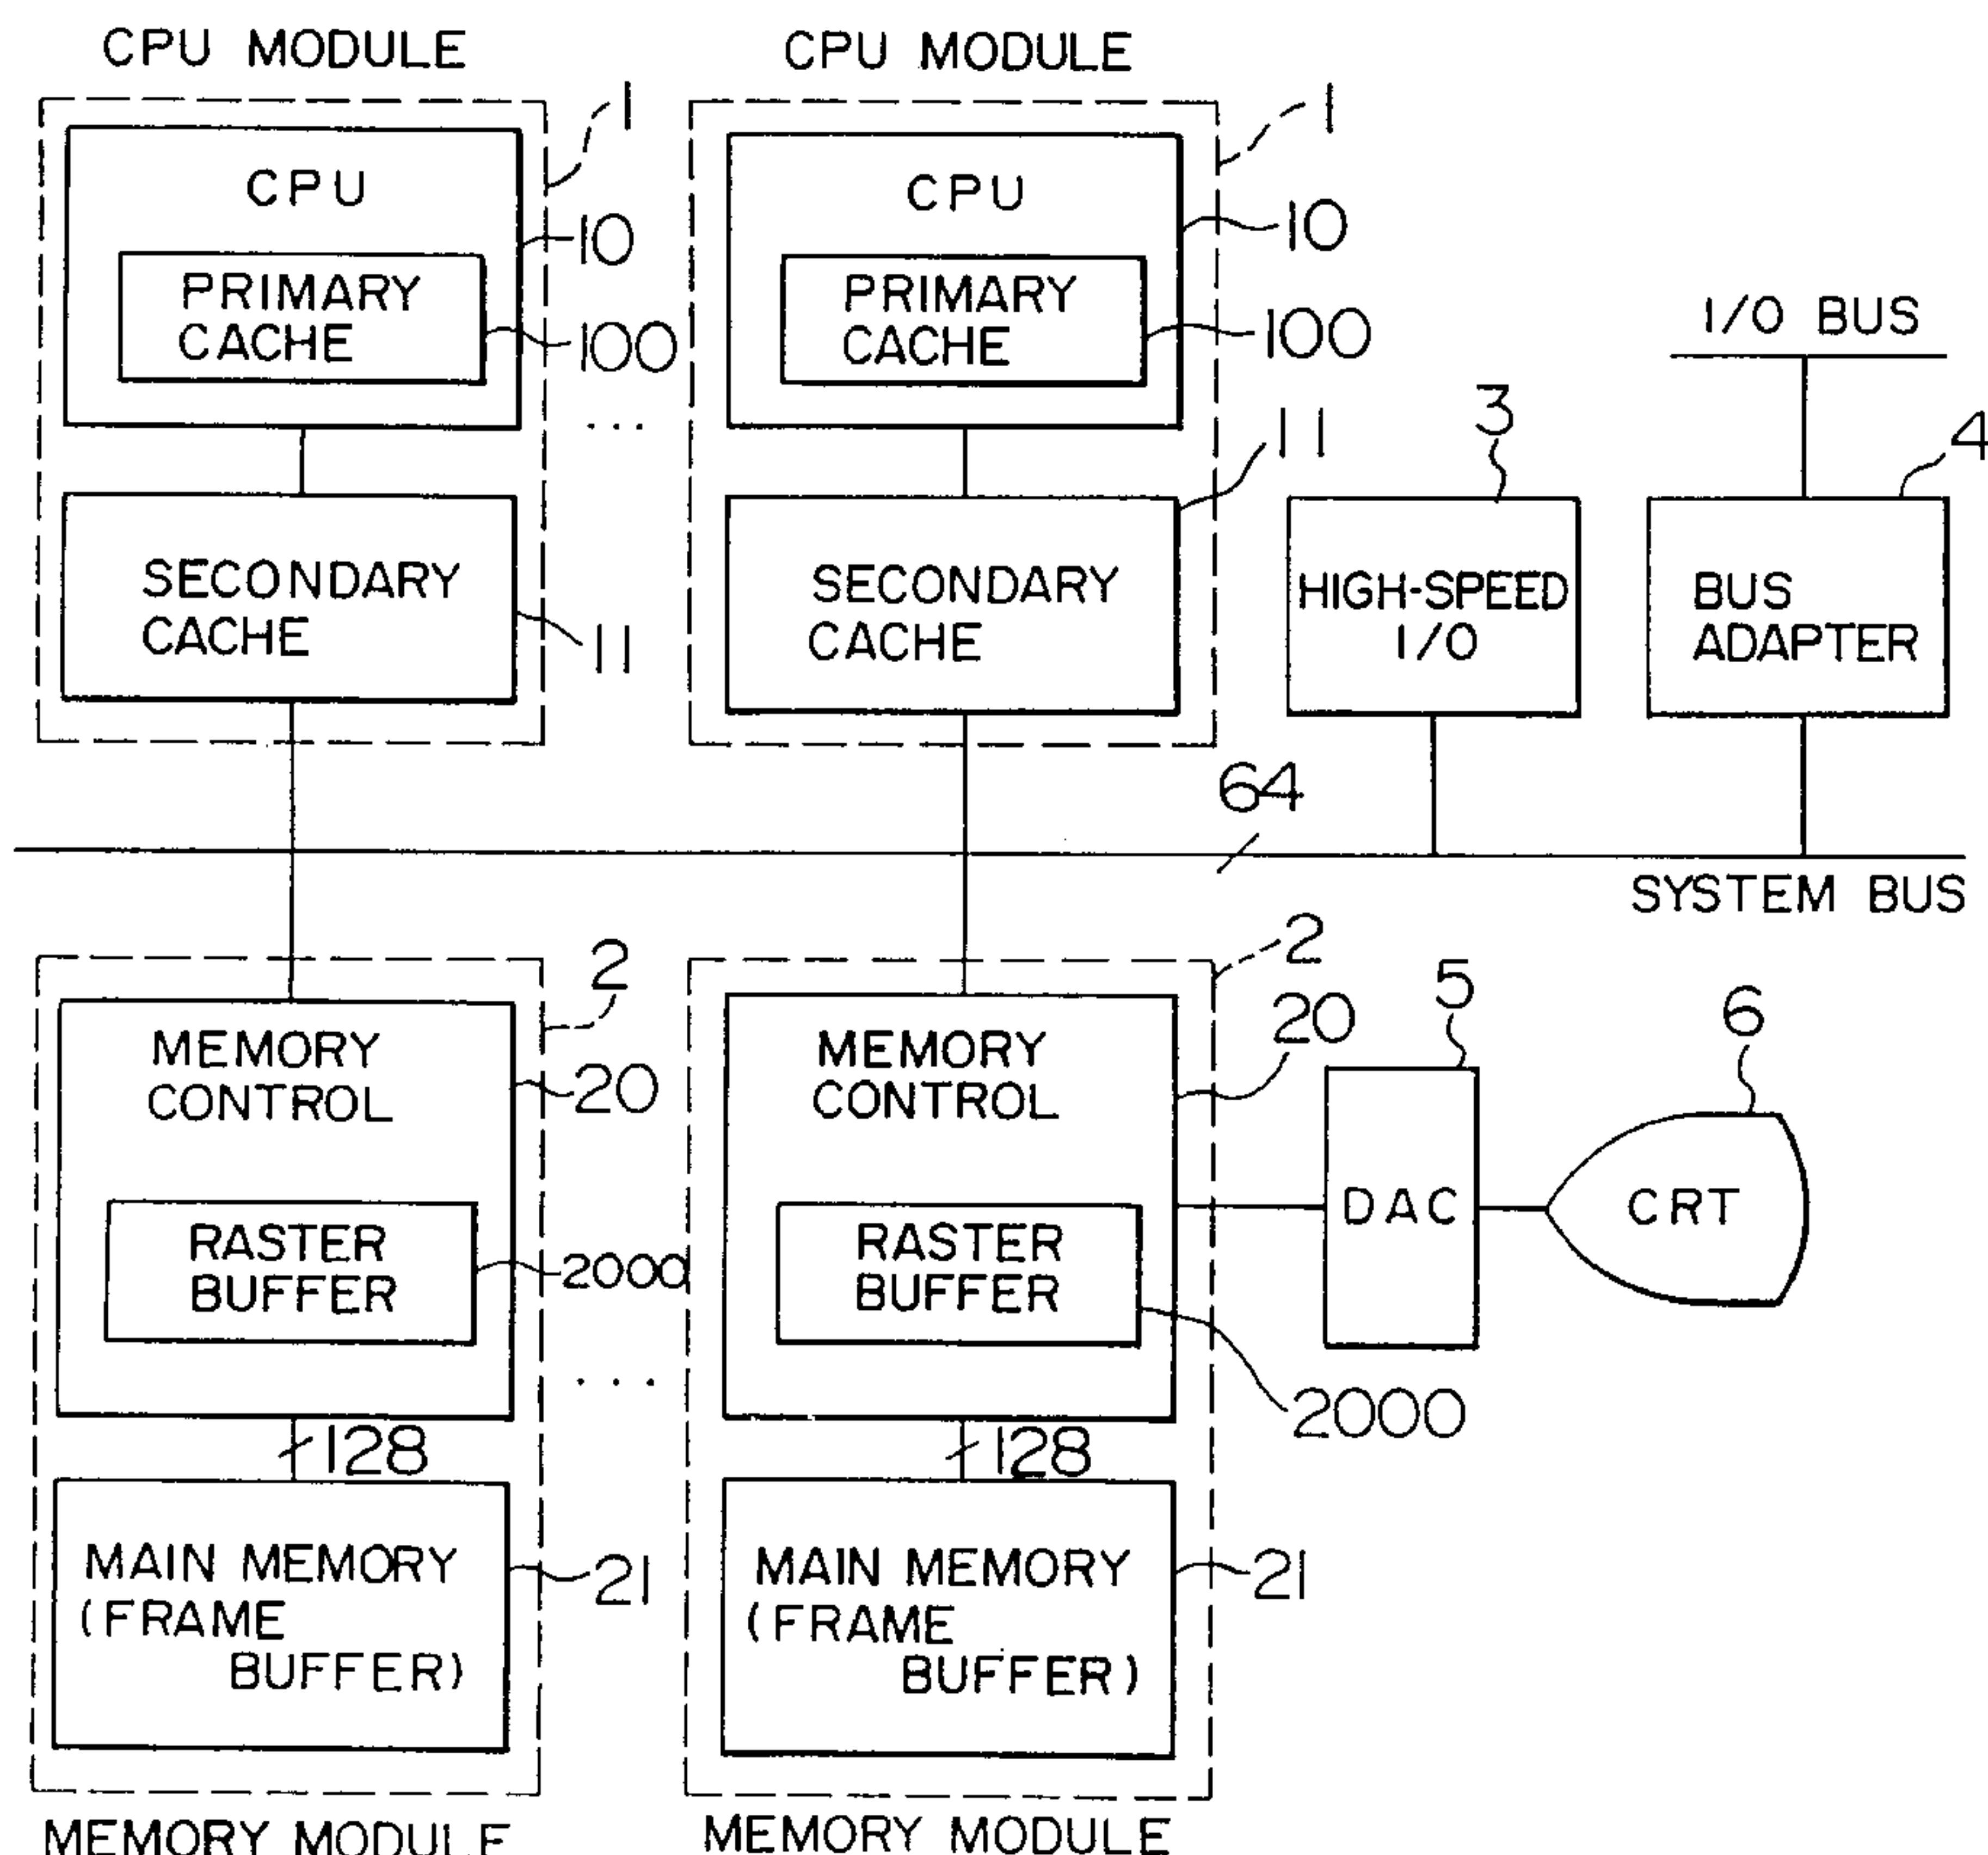 CPU MODULE
CPU MODULE
1
1
CPU
CPU
10
10
PRIMARY
CACHE
PRIMARY
CACHE
100
100
I/O BUS
...
3
4
11
SECONDARY
CACHE
SECONDARY
CACHE
HIGH-SPEED
I/O
BUS
ADAPTER
11
64
SYSTEM BUS
2
2
MEMORY
CONTROL
20
MEMORY
CONTROL
20
5
6
RASTER
BUFFER
2000
RASTER
BUFFER
DAC
CRT
...
2000
128
128
MAIN MEMORY
(FRAME
BUFFER)
21
MAIN MEMORY
(FRAME
BUFFER)
21
MEMORY MODULE
MEMORY MODULE